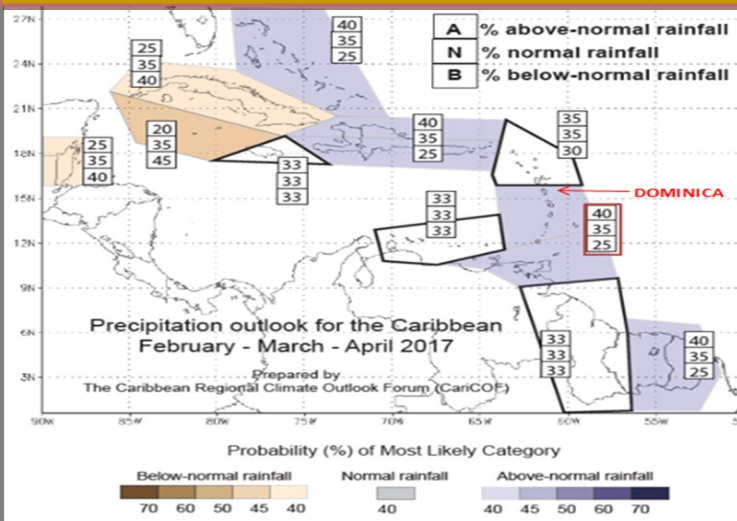 A % above-normal rainfall
N % normal rainfall
B % below-normal rainfall
27N
24N
21N
18N
15N
12N
9N
6N
3N
40
35
25
25
35
40
20
35
45
25
35
40
33
33
33
40
35
25
35
35
30
DOMINICA
33
33
33
40
35
25
33
33
33
40
35
25
Precipitation outlook for the Caribbean
February - March - April 2017
Prepared by
The Caribbean Regional Climate Outlook Forum (CariCOF)
90W 85W 80W 75W 70W 65W 60W 55W
Probability (%) of Most Likely Category
Below-normal rainfall Normal rainfall Above-normal rainfall
70 60 50 45 40 40 40 45 50 60 70